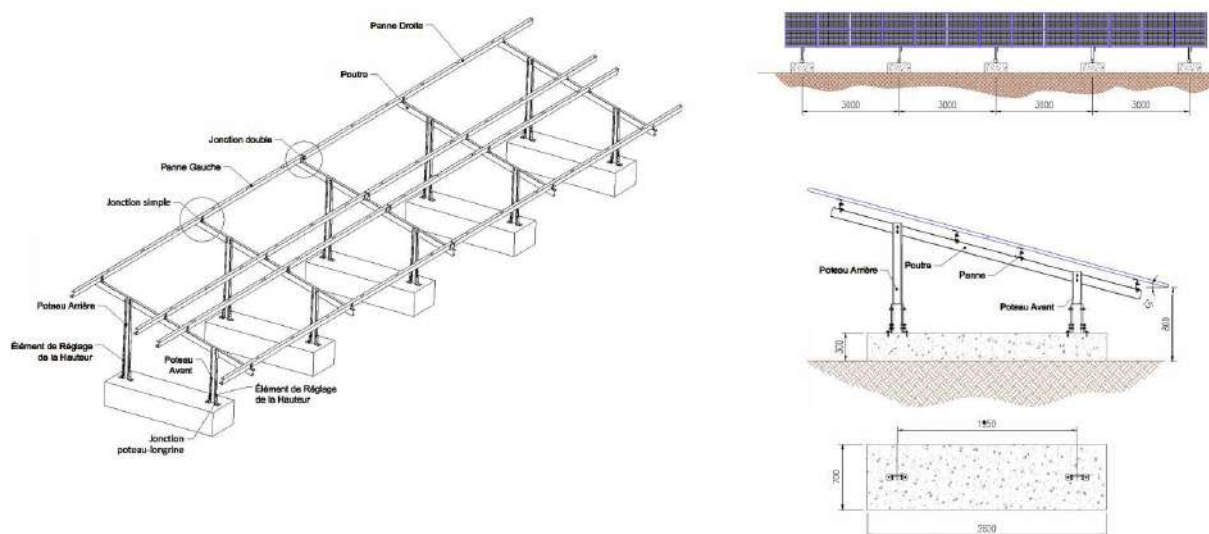 Panne Droite
Poutre
Jonction double
Panne Gauche
Jonction simple
Poteau Arrière
Élément de Réglage
de la Hauteur
Poteau
Avant
Élément de Réglage
de la Hauteur
Jonction
poteau-longrine
3000
3000
3000
3000
Poteau Arrière
Poutre
Panne
Poteau Avant
15°
800
300
1950
700
2600